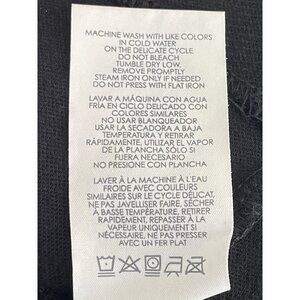 MACHINE WASH WITH LIKE COLORS
IN COLD WATER
ON THE DELICATE CYCLE
DO NOT BLEACH
TUMBLE DRY LOW.
REMOVE PROMPTLY
STEAM IRON ONLY IF NEEDED
DO NOT PRESS WITH FLAT IRON
LAVAR A MÁQUINA CON AGUA
FRÍA EN CICLO DELICADO CON
COLORES SIMILARES
NO USAR BLANQUEADOR
USAR LA SECADORA A BAJA
TEMPERATURA Y RETIRAR
RÁPIDAMENTE, UTILIZAR EL VAPOR
DE LA PLANCHA SÓLO SI
FUERA NECESARIO
NO PRESIÓN CON PLANCHA
LAVER À LA MACHINE À L'EAU
FROIDE AVEC COULEURS
SIMILAIRES SUR LE CYCLE DÉLICAT,
NE PAS JAVELLISER FAIRE, SÉCHER
À BASSE TEMPÉRATURE, RETIRER
RAPIDEMENT, REPASSER À LA
VAPEUR UNIQUEMENT SI
NÉCESSAIRE, NE PAS PRESSER
AVEC UN FER PLAT